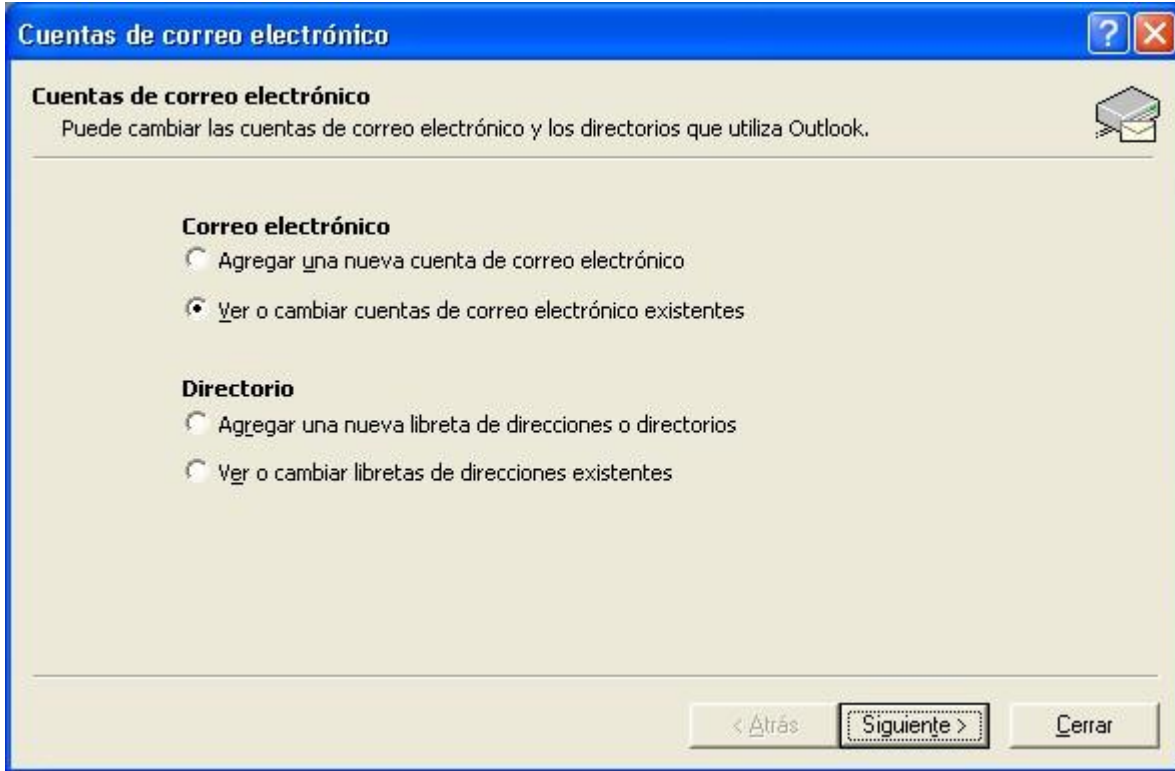 Cuentas de correo electrónico
Cuentas de correo electrónico
Puede cambiar las cuentas de correo electrónico y los directorios que utiliza Outlook.
Correo electrónico
Agregar una nueva cuenta de correo electrónico
Ver o cambiar cuentas de correo electrónico existentes
Directorio
Agregar una nueva libreta de direcciones o directorios
Ver o cambiar libretas de direcciones existentes
< Atrás Siguiente > Cerrar